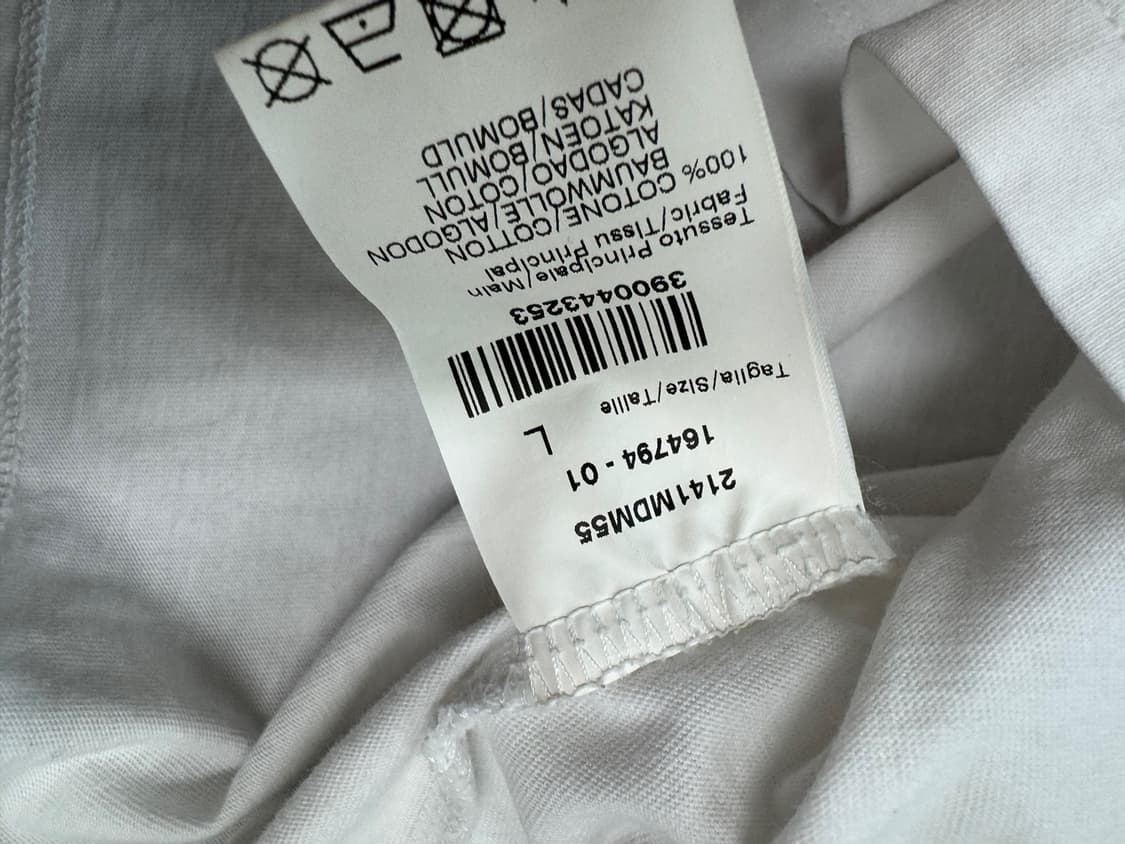 2141MDM55
164794 - 01
Taglia/Size/Taille
L
3900443253
Tessuto Principale/Main
Fabric/Tissu Principal
100% COTONE/COTTON
BAUMWOLLE/ALGODON
ALGODAO/COTON
KATOEN/BOMULL
CADAS/BOMULD